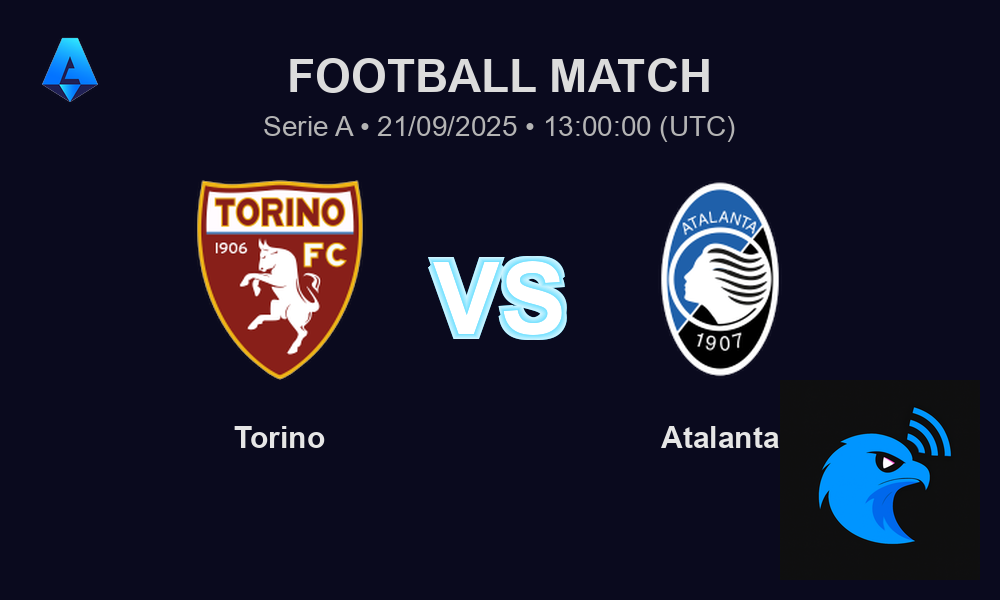 FOOTBALL MATCH
Serie A • 21/09/2025 • 13:00:00 (UTC)
TORINO
1906
FC
ATALANTA
1907
VS
Torino
Atalanta